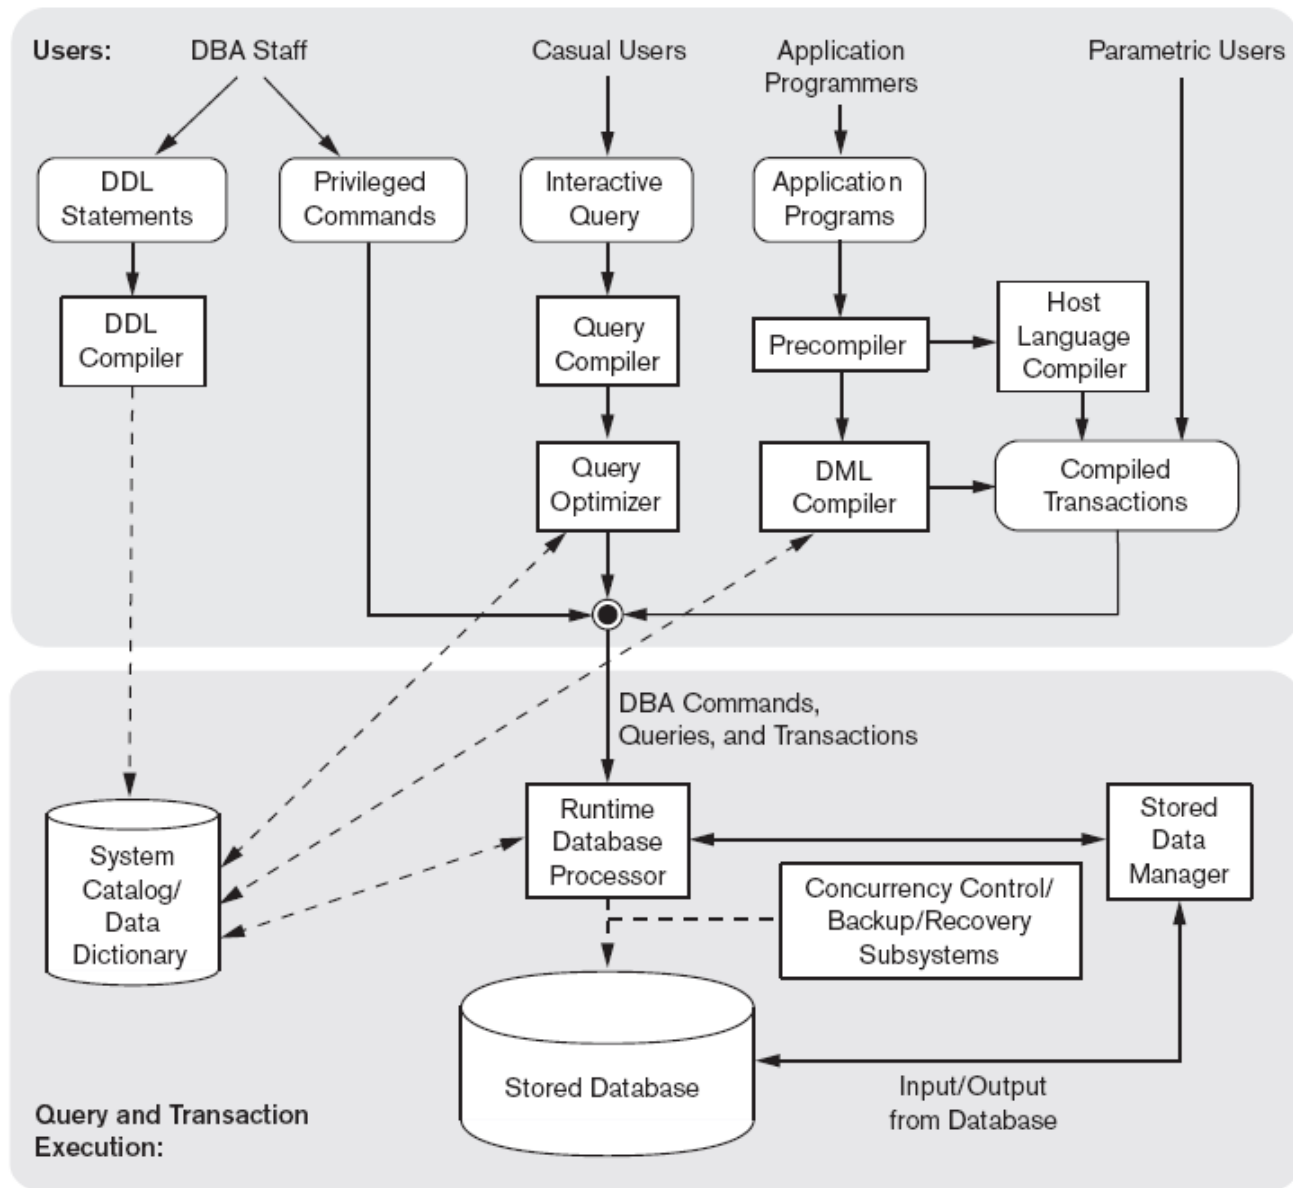 Users:
DBA Staff
Casual Users
Application
Programmers
Parametric Users
DDL
Statements
Privileged
Commands
Interactive
Query
Application
Programs
DDL
Compiler
Query
Compiler
Precompiler
Host
Language
Compiler
Query
Optimizer
DML
Compiler
Compiled
Transactions
DBA Commands,
Queries, and Transactions
System
Catalog/
Data
Dictionary
Runtime
Database
Processor
Stored
Data
Manager
Concurrency Control/
Backup/Recovery
Subsystems
Stored Database
Input/Output
from Database
Query and Transaction
Execution: